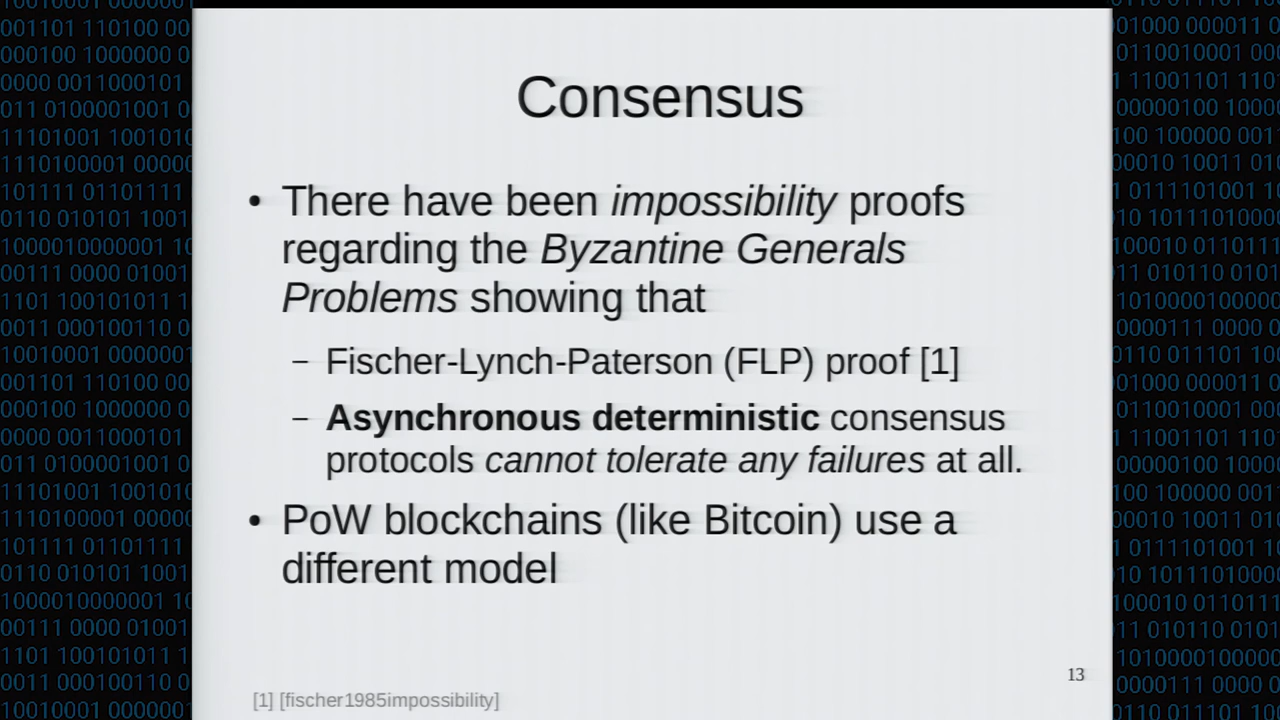 Consensus
• There have been impossibility proofs
regarding the Byzantine Generals
Problems showing that
– Fischer-Lynch-Paterson (FLP) proof [1]
– Asynchronous deterministic consensus
protocols cannot tolerate any failures at all.
• PoW blockchains (like Bitcoin) use a
different model
13
[1] [fischer1985impossibility]